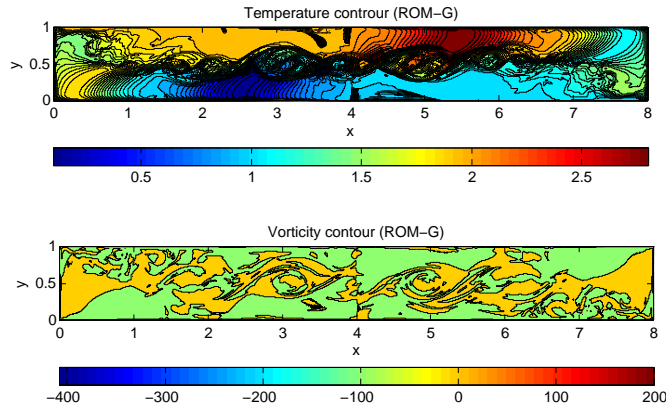 Temperature controur (ROM−G)
1
0.5
0
y
0 1 2 3 4 5 6 7 8
x
0.5 1 1.5 2 2.5
Vorticity contour (ROM−G)
1
0.5
0
y
0 1 2 3 4 5 6 7 8
x
−400 −300 −200 −100 0 100 200